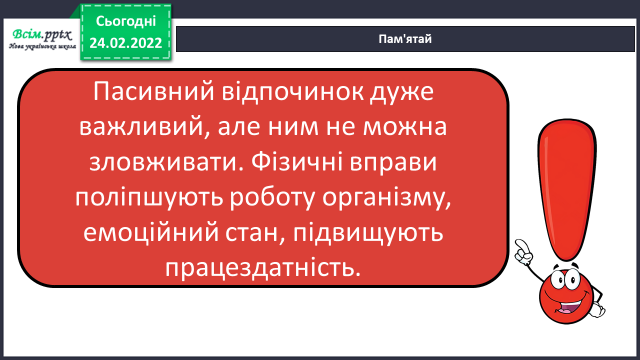 Всім.pptx
Нова українська школа
Сьогодні
24.02.2022
Пам'ятай
Пасивний відпочинок дуже
важливий, але ним не можна
зловживати. Фізичні вправи
поліпшують роботу організму,
емоційний стан, підвищують
працездатність.